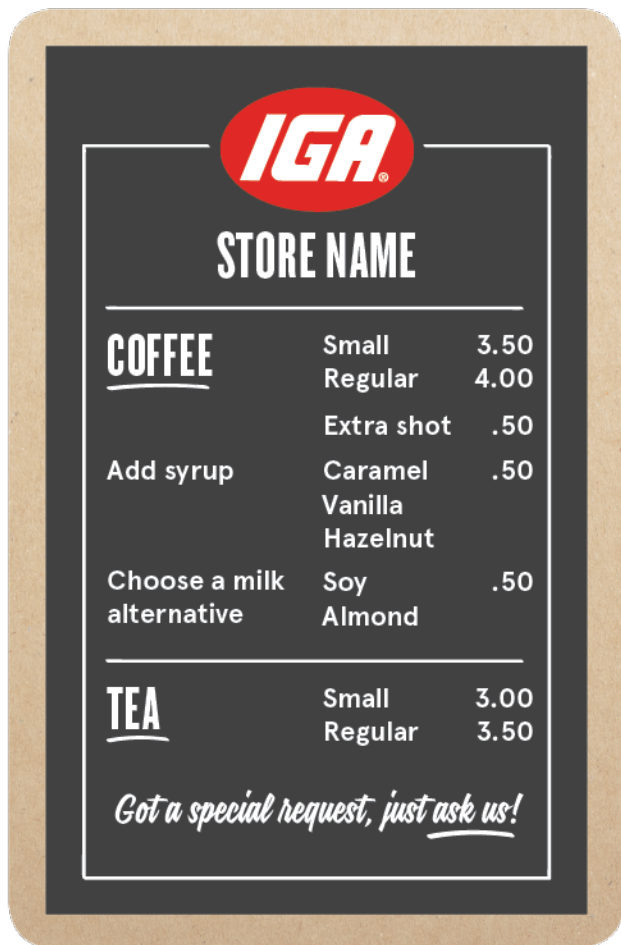 IGA®
STORE NAME
COFFEE Small 3.50
Regular 4.00
Extra shot .50
Add syrup Caramel .50
Vanilla
Hazelnut
Choose a milk Soy .50
alternative Almond
TEA Small 3.00
Regular 3.50
Got a special request, just ask us!